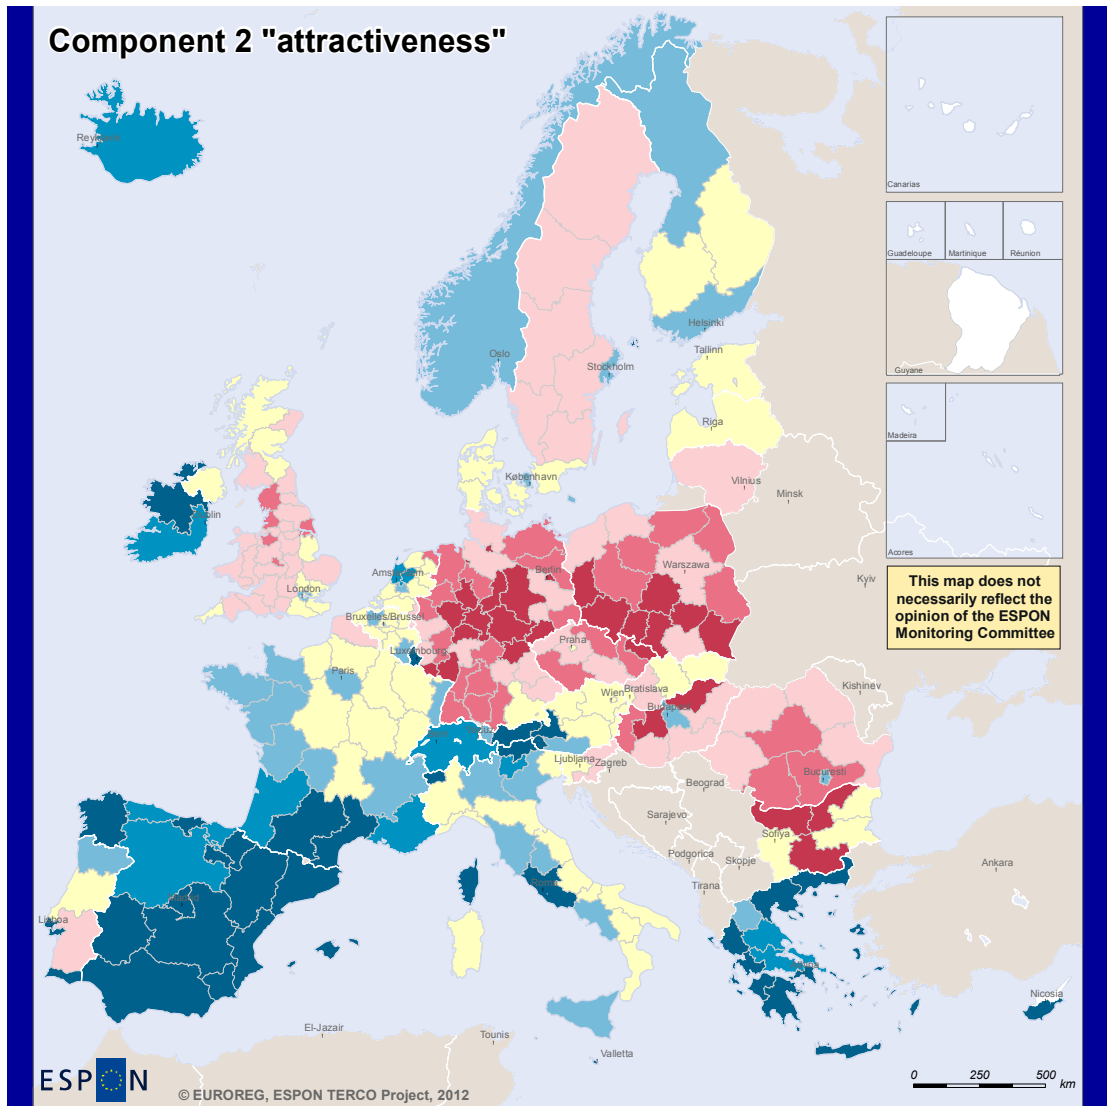 Component 2 "attractiveness"
Reykjavik
Canarias
Guadeloupe
Martinique
Réunion
Oslo
Helsinki
Tallinn
Stockholm
Guyane
Riga
Madeira
København
Vilnius
Minsk
Dublin
Acores
Warszawa
Berlin
Amsterdam
Kyiv
This map does not
necessarily reflect the
opinion of the ESPON
Monitoring Committee
London
Bruxelles/Brussel
Praha
Luxembourg
Paris
Kishinev
Wien
Bratislava
Budapest
Bern
Vaduz
Ljubljana
Zagreb
Bucuresti
Beograd
Sarajevo
Sofiya
Podgorica
Skopje
Ankara
Tirana
Roma
Madrid
Lisboa
Athina
Nicosia
El-Jazair
Tounis
Valletta
ESPON
© EUROREG, ESPON TERCO Project, 2012
0 250 500
km